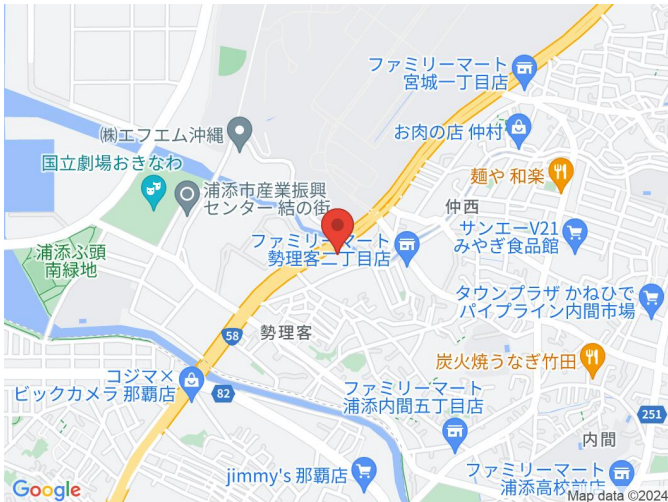 ファミリーマート
宮城一丁目店
㈱エフエム沖縄
お肉の店 仲村
国立劇場おきなわ
麺や 和楽
浦添市産業振興
センター 結の街
仲西
サンエーV21
みやぎ食品館
ファミリーマート
勢理客二丁目店
浦添ふ頭
南緑地
タウンプラザ かねひで
パイプライン内間市場
58
勢理客
炭火焼うなぎ竹田
コジマ×
ビックカメラ 那覇店
82
ファミリーマート
浦添内間五丁目店
251
内間
jimmy's 那覇店
ファミリーマート
浦添高校前店
Google
Map data ©2024